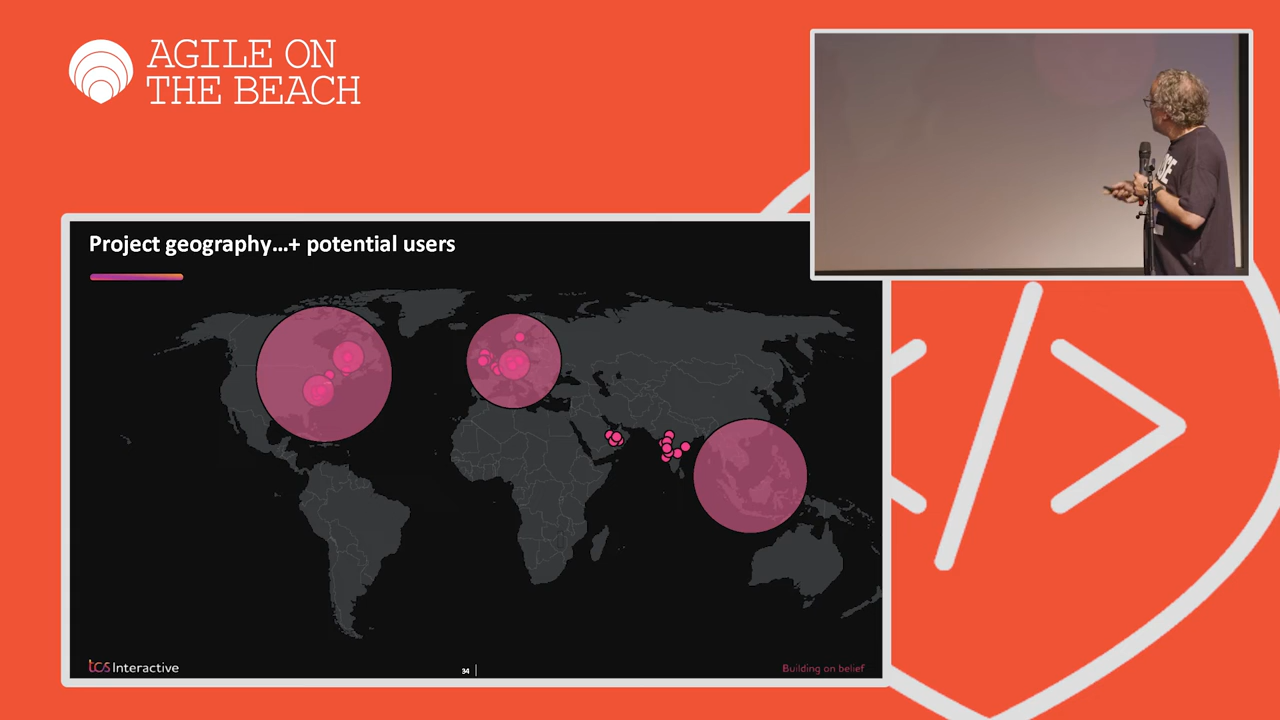 AGILE ON
THE BEACH
Project geography...+ potential users
tcs Interactive
34
Building on belief